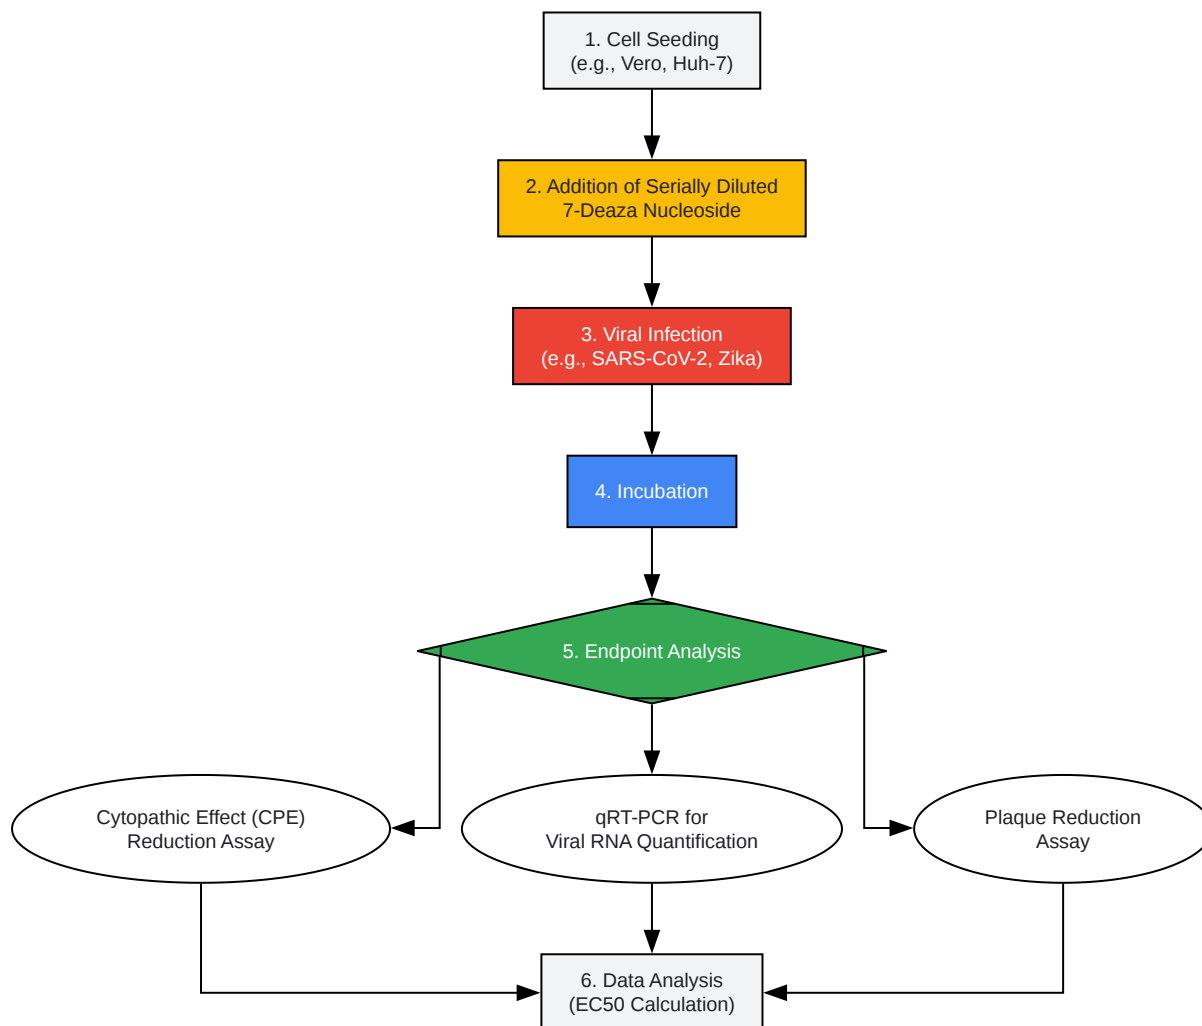 1. Cell Seeding
(e.g., Vero, Huh-7)
2. Addition of Serially Diluted
7-Deaza Nucleoside
3. Viral Infection
(e.g., SARS-CoV-2, Zika)
4. Incubation
5. Endpoint Analysis
Cytopathic Effect (CPE)
Reduction Assay
qRT-PCR for
Viral RNA Quantification
Plaque Reduction
Assay
6. Data Analysis
(EC50 Calculation)